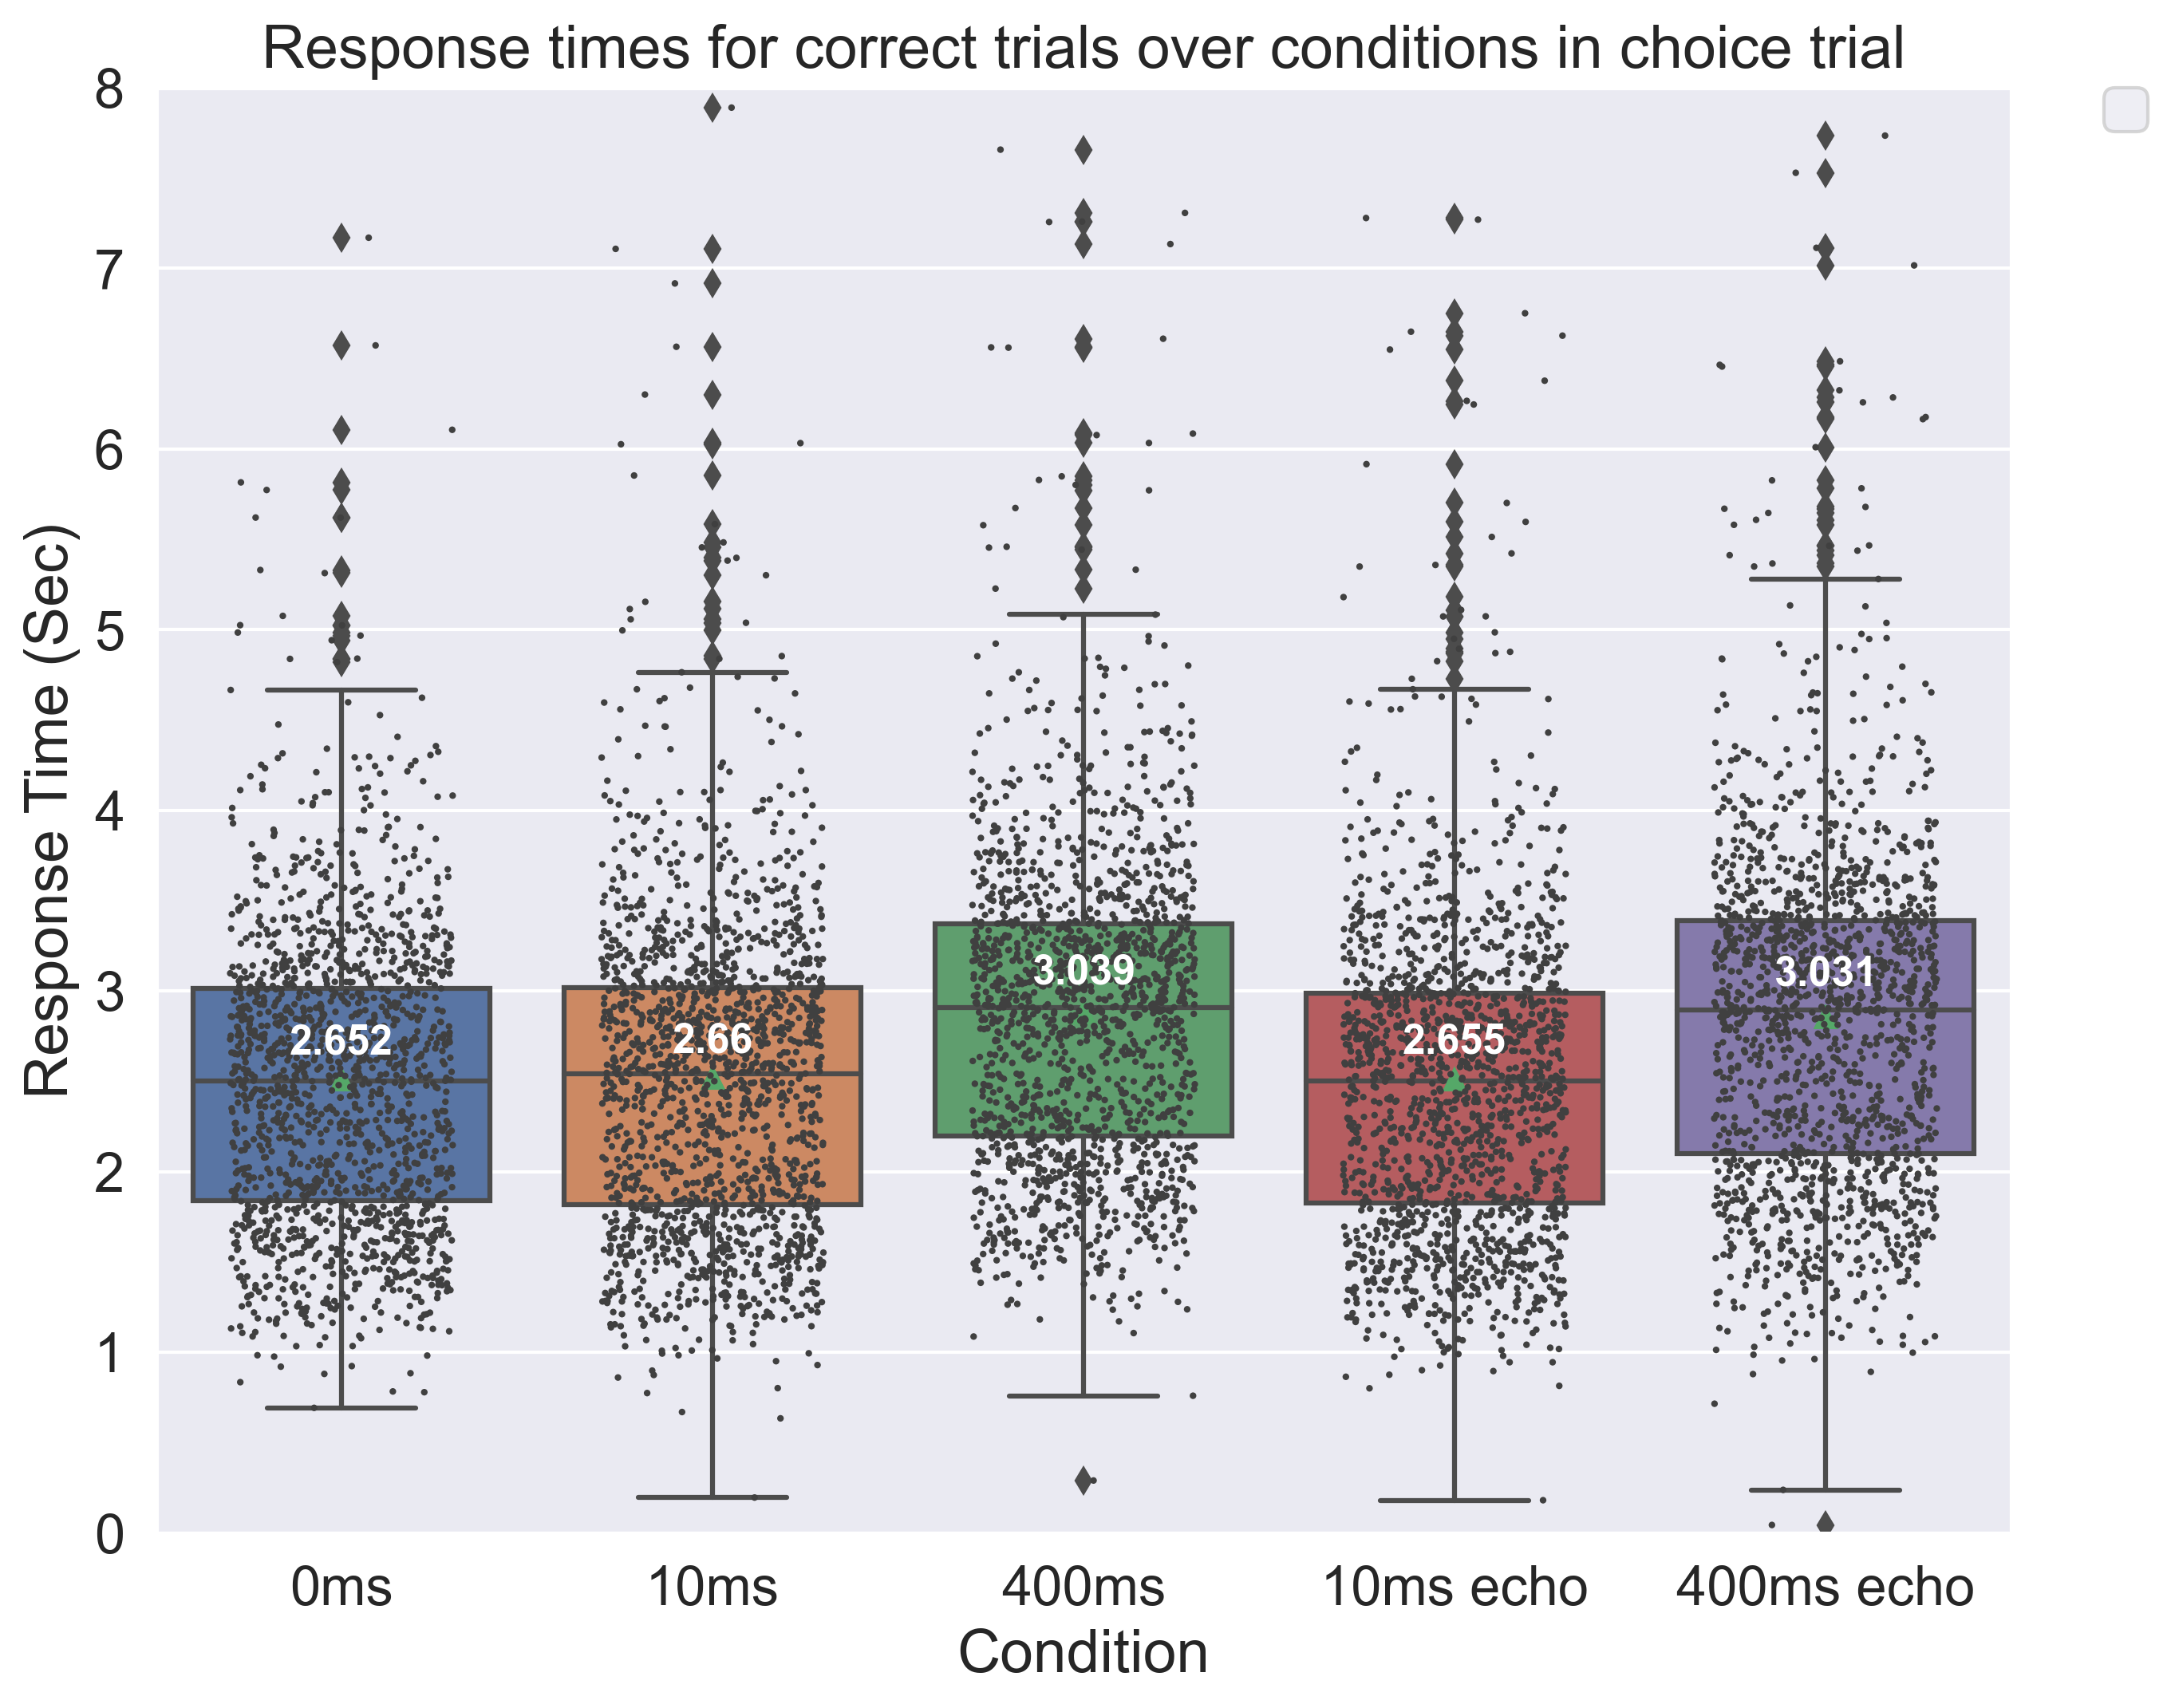 Response times for correct trials over conditions in choice trial
8
7
6
5
4
3
2
1
0
Response Time (Sec)
2.652
2.66
3.039
2.655
3.031
0ms
10ms
400ms
10ms echo
400ms echo
Condition